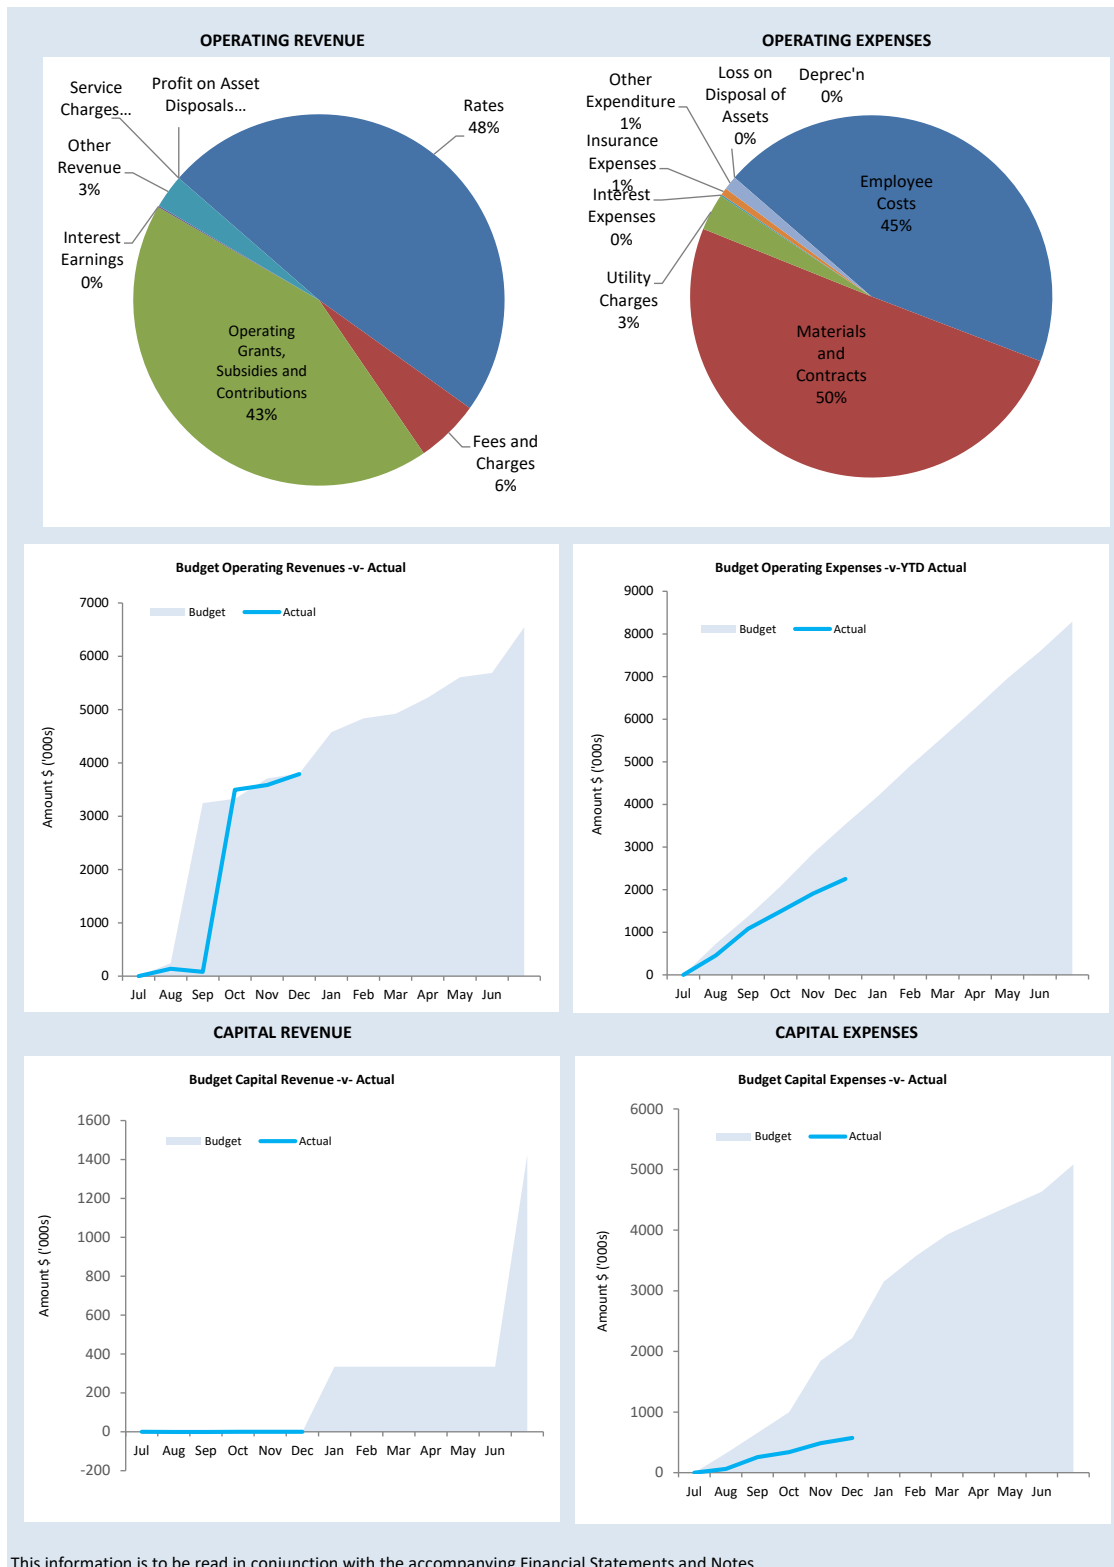 OPERATING REVENUE
OPERATING EXPENSES
Service
Charges...
Profit on Asset
Disposals...
Rates
48%
Other
Revenue
3%
Interest
Earnings
0%
Operating
Grants,
Subsidies and
Contributions
43%
Fees and
Charges
6%
Other
Expenditure
1%
Loss on
Disposal of
Assets
0%
Deprec'n
0%
Insurance
Expenses
1%
Interest
Expenses
0%
Utility
Charges
3%
Employee
Costs
45%
Materials
and
Contracts
50%
Budget Operating Revenues -v- Actual
Budget
Actual
Amount $ ('000s)
7000
6000
5000
4000
3000
2000
1000
0
Jul Aug Sep Oct Nov Dec Jan Feb Mar Apr May Jun
Budget Operating Expenses -v-YTD Actual
Budget
Actual
Amount $ ('000s)
9000
8000
7000
6000
5000
4000
3000
2000
1000
0
Jul Aug Sep Oct Nov Dec Jan Feb Mar Apr May Jun
CAPITAL REVENUE
CAPITAL EXPENSES
Budget Capital Revenue -v- Actual
Budget
Actual
Amount $ ('000s)
1600
1400
1200
1000
800
600
400
200
0
-200
Jul Aug Sep Oct Nov Dec Jan Feb Mar Apr May Jun
Budget Capital Expenses -v- Actual
Budget
Actual
Amount $ ('000s)
6000
5000
4000
3000
2000
1000
0
Jul Aug Sep Oct Nov Dec Jan Feb Mar Apr May Jun
This information is to be read in conjunction with the accompanying Financial Statements and Notes